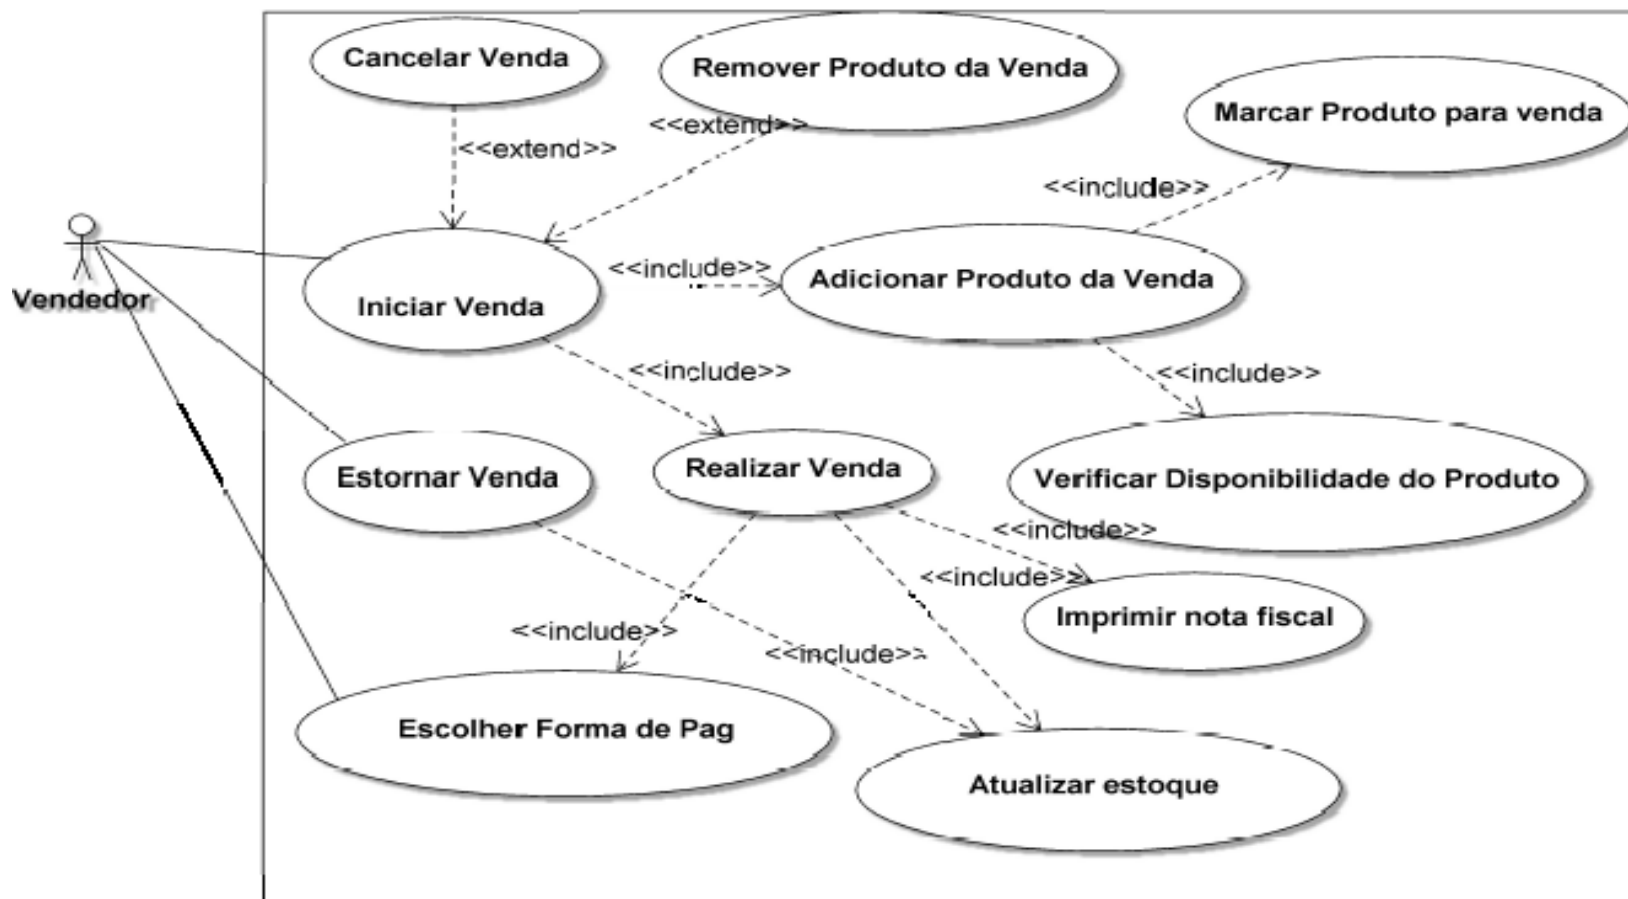 Cancelar Venda
Remover Produto da Venda
Marcar Produto para venda
<<extend>>
<<extend>>
<<include>>
Vendedor
Iniciar Venda
<<include>>
Adicionar Produto da Venda
<<include>>
<<include>>
Estornar Venda
Realizar Venda
Verificar Disponibilidade do Produto
<<include>>
<<include>>
Imprimir nota fiscal
<<include>>
<<include>>
Escolher Forma de Pag
Atualizar estoque